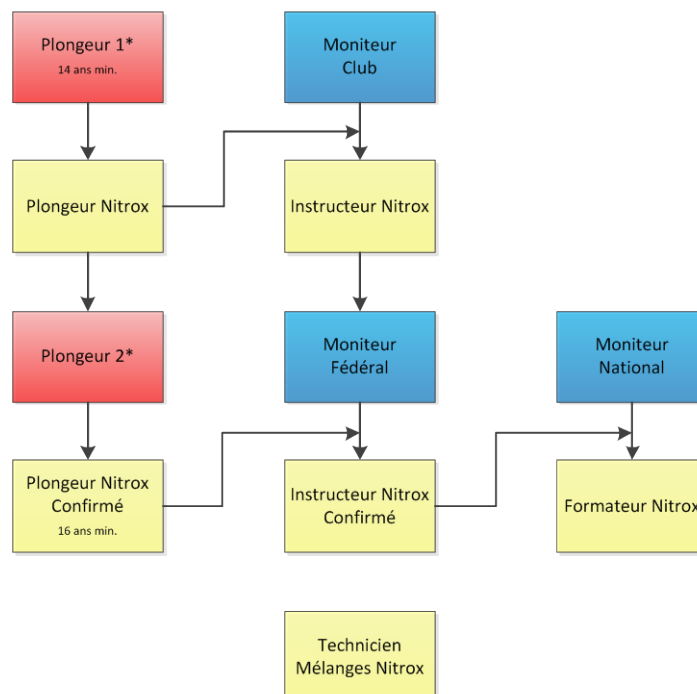 Plongeur 1*
14 ans min.
Moniteur
Club
Plongeur Nitrox
Instructeur Nitrox
Plongeur 2*
Moniteur
Fédéral
Moniteur
National
Plongeur Nitrox
Confirmé
16 ans min.
Instructeur Nitrox
Confirmé
Formateur Nitrox
Technicien
Mélanges Nitrox